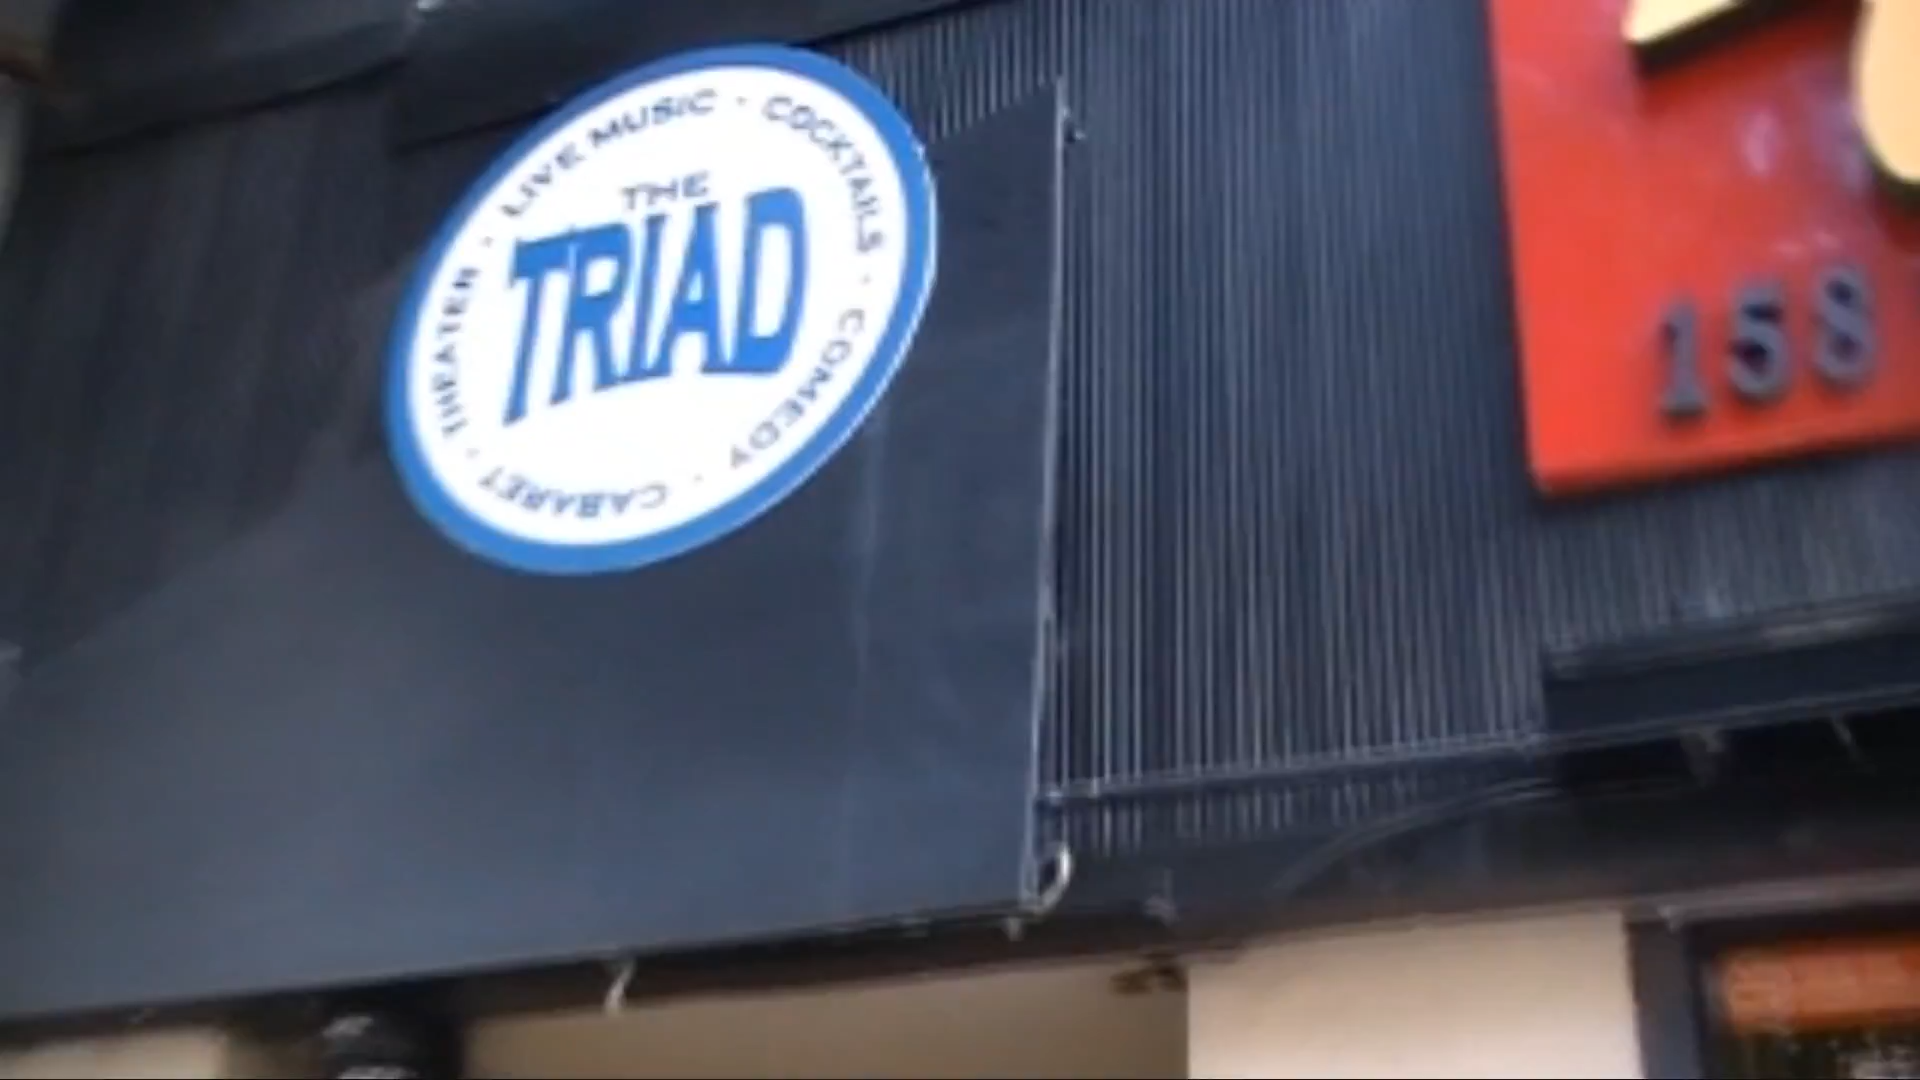 LIVE MUSIC · COCKTAILS · COMEDY · CABARET · THEATER ·
THE
TRIAD
158